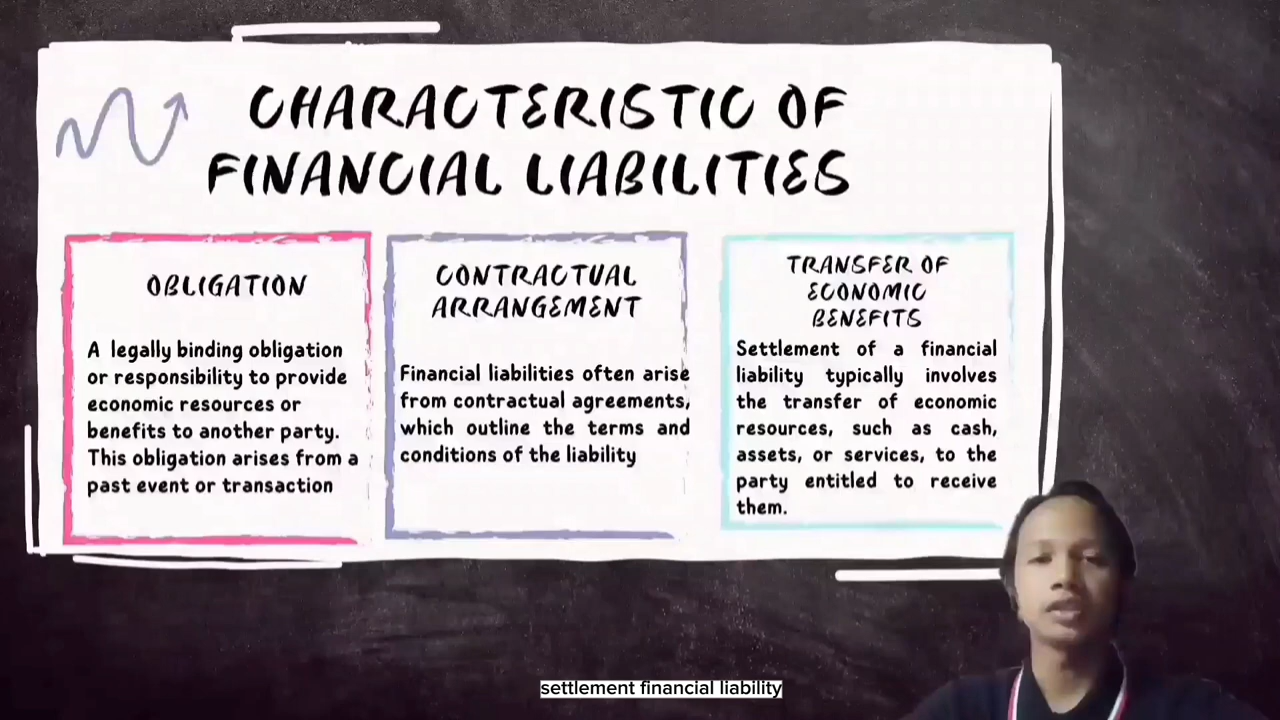 CHARACTERISTIC OF
FINANCIAL LIABILITIES
OBLIGATION
A legally binding obligation
or responsibility to provide
economic resources or
benefits to another party.
This obligation arises from a
past event or transaction
CONTRACTUAL
ARRANGEMENT
Financial liabilities often arise
from contractual agreements,
which outline the terms and
conditions of the liability
TRANSFER OF
ECONOMIC
BENEFITS
Settlement of a financial
liability typically involves
the transfer of economic
resources, such as cash,
assets, or services, to the
party entitled to receive
them.
settlement financial liability